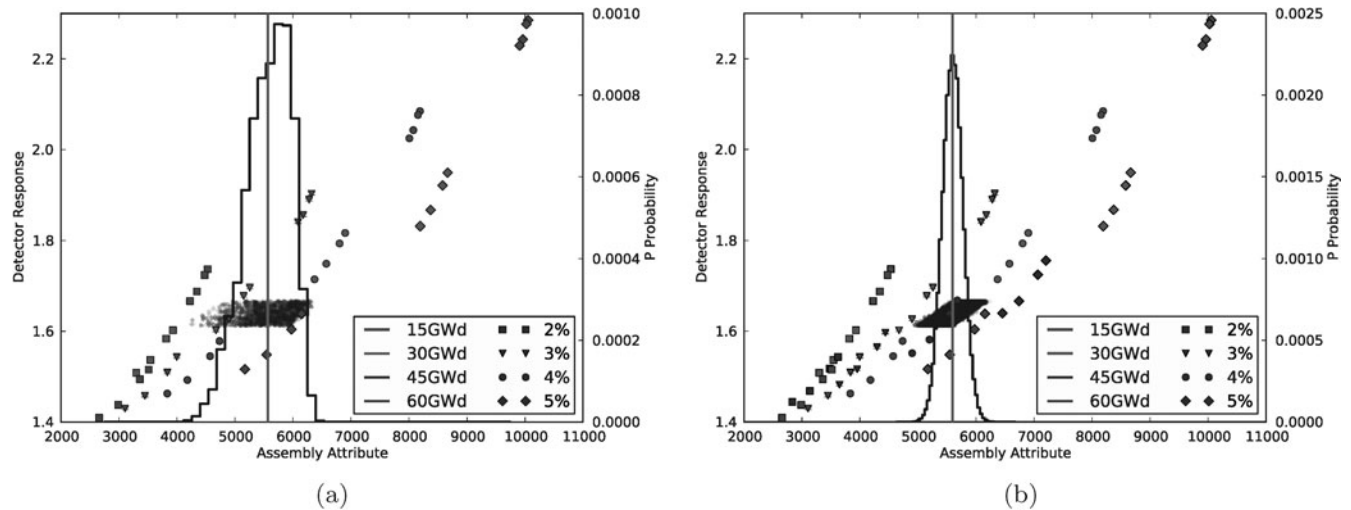 2.2
2.0
1.8
1.6
1.4
Detector Response
0.0010
0.0008
0.0006
0.0004
0.0002
0.0000
P Probability
15GWd 2%
30GWd 3%
45GWd 4%
60GWd 5%
2000 3000 4000 5000 6000 7000 8000 9000 10000 11000
Assembly Attribute
(a)
2.2
2.0
1.8
1.6
1.4
Detector Response
0.0025
0.0020
0.0015
0.0010
0.0005
0.0000
P Probability
15GWd 2%
30GWd 3%
45GWd 4%
60GWd 5%
2000 3000 4000 5000 6000 7000 8000 9000 10000 11000
Assembly Attribute
(b)